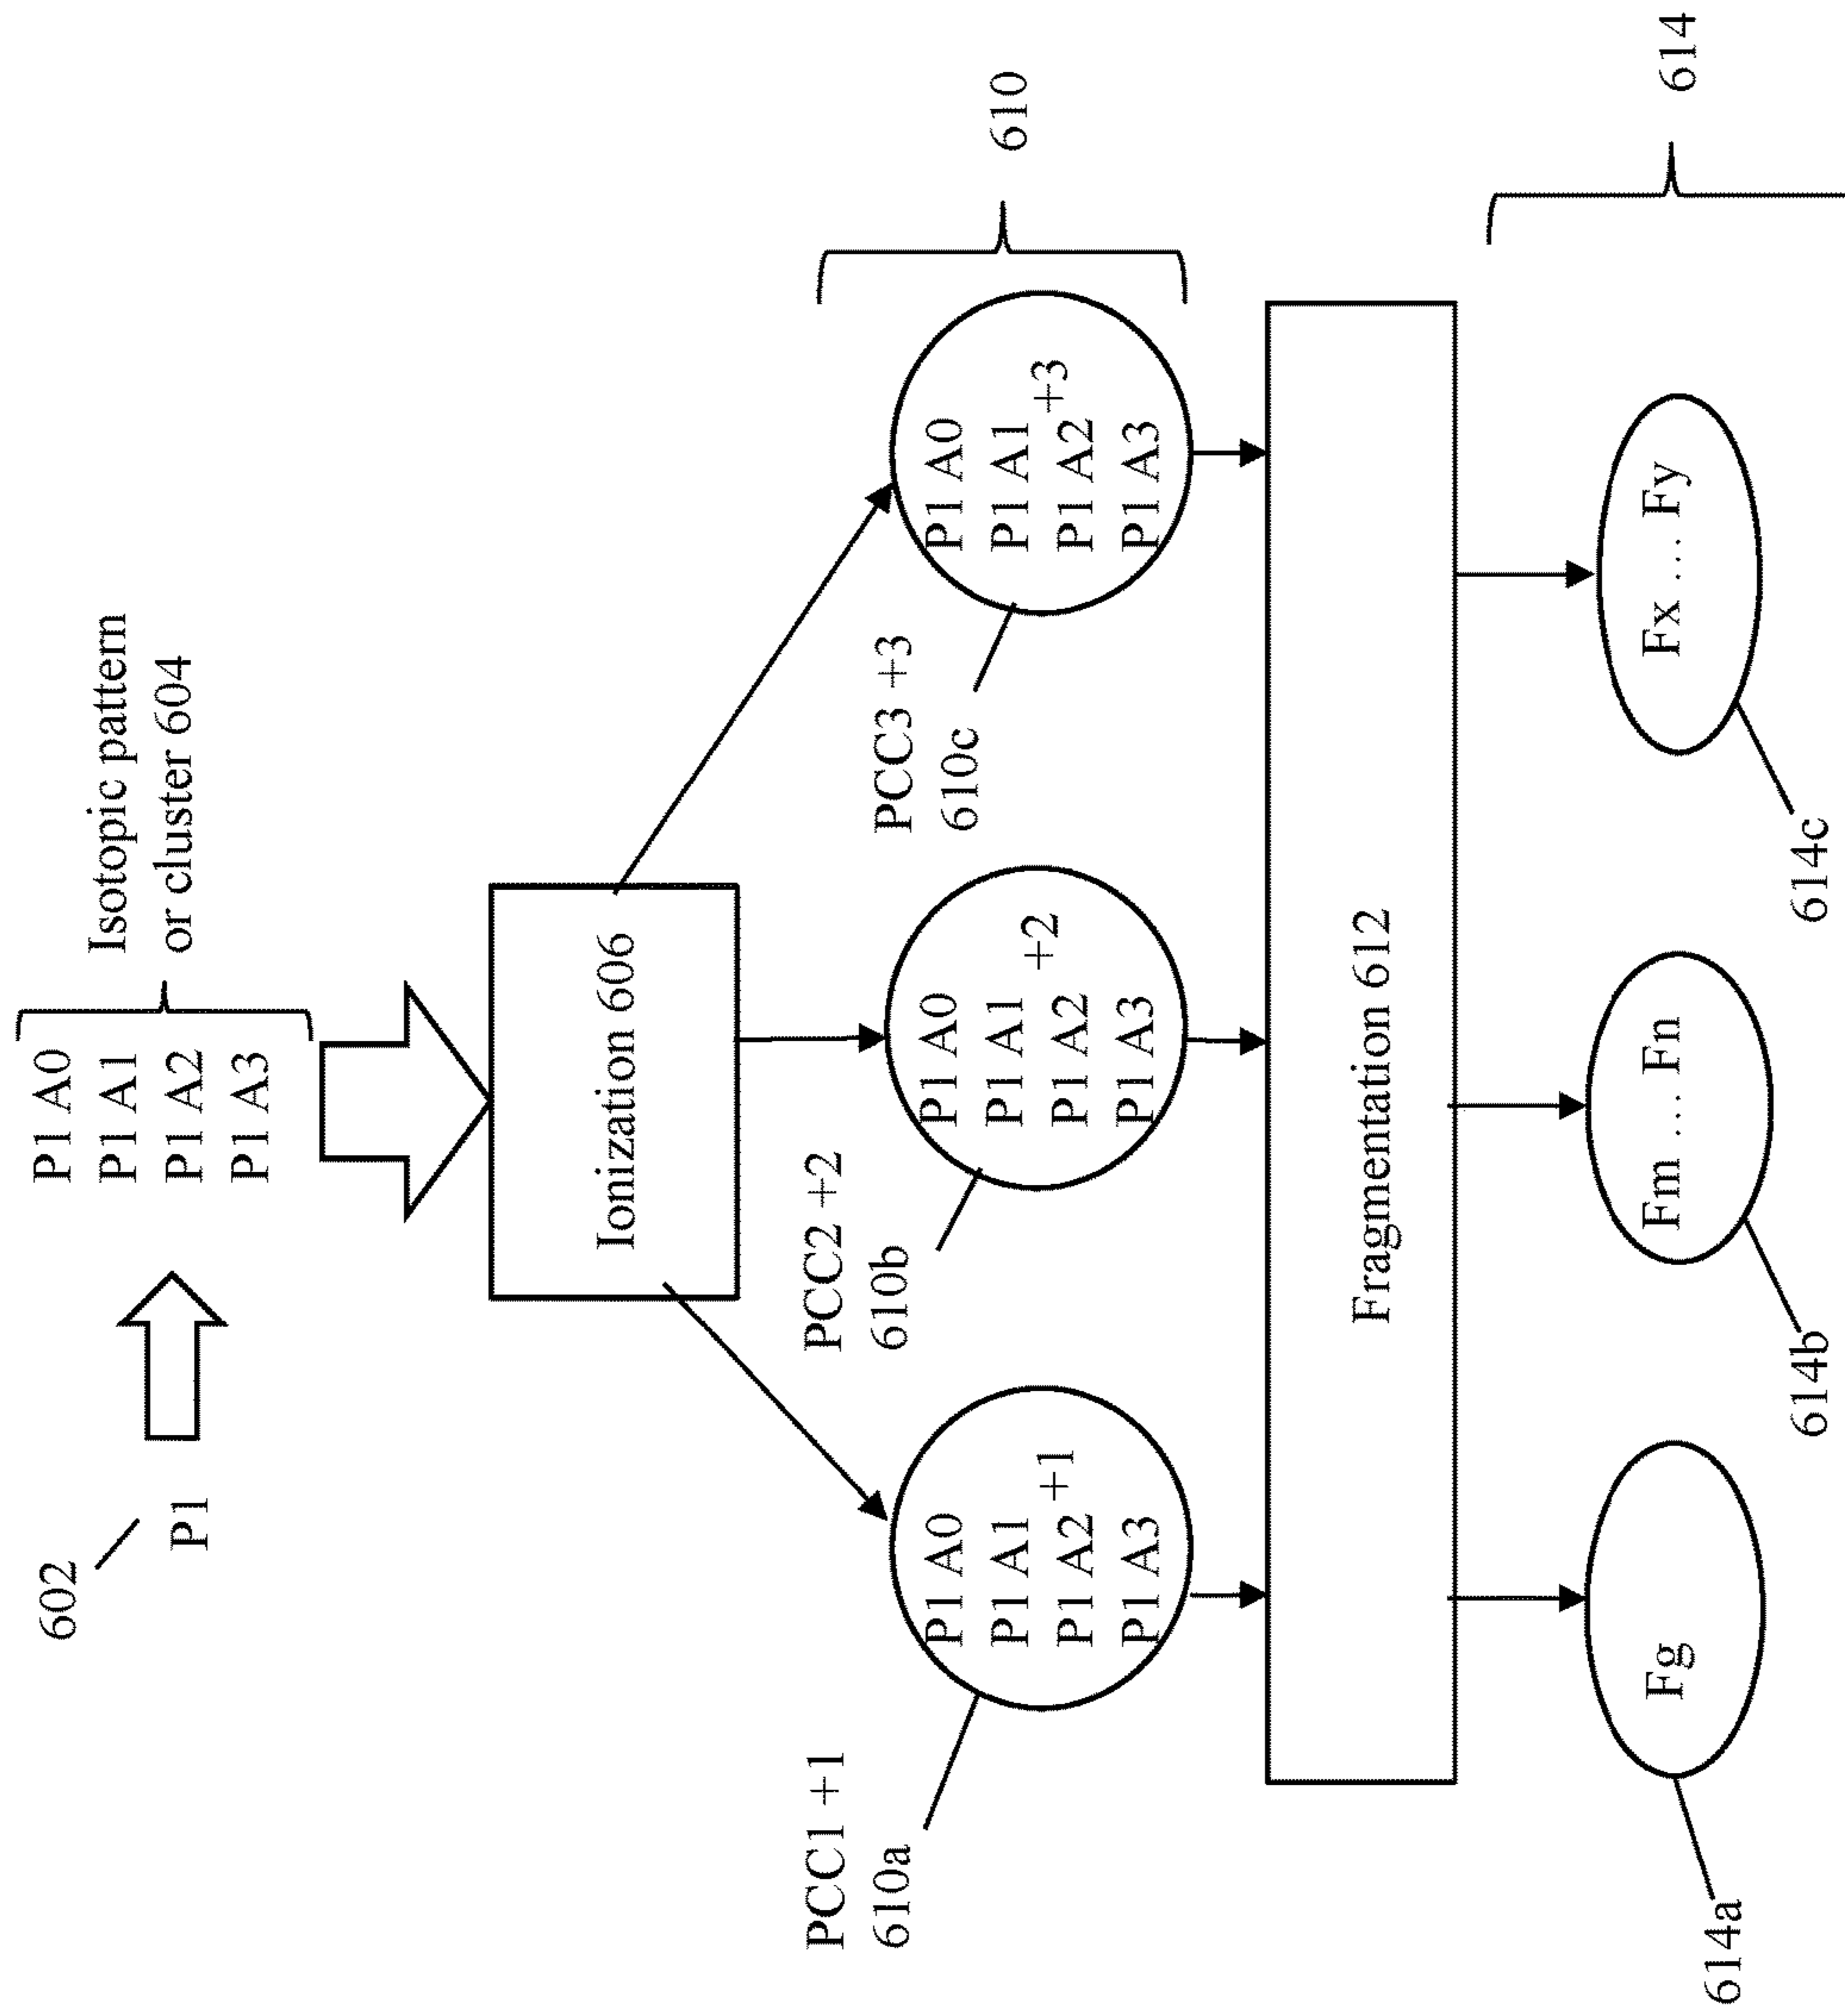 602
P1
P1 A0
P1 A1
P1 A2
P1 A3
Isotopic pattern
or cluster 604
Ionization 606
PCC1 +1
610a
P1 A0
P1 A1
P1 A2 +1
P1 A3
PCC2 +2
610b
P1 A0
P1 A1
P1 A2 +2
P1 A3
PCC3 +3
610c
P1 A0
P1 A1
P1 A2 +3
P1 A3
610
Fragmentation 612
Fg
614a
Fm ... Fn
614b
Fx ... Fy
614c
614